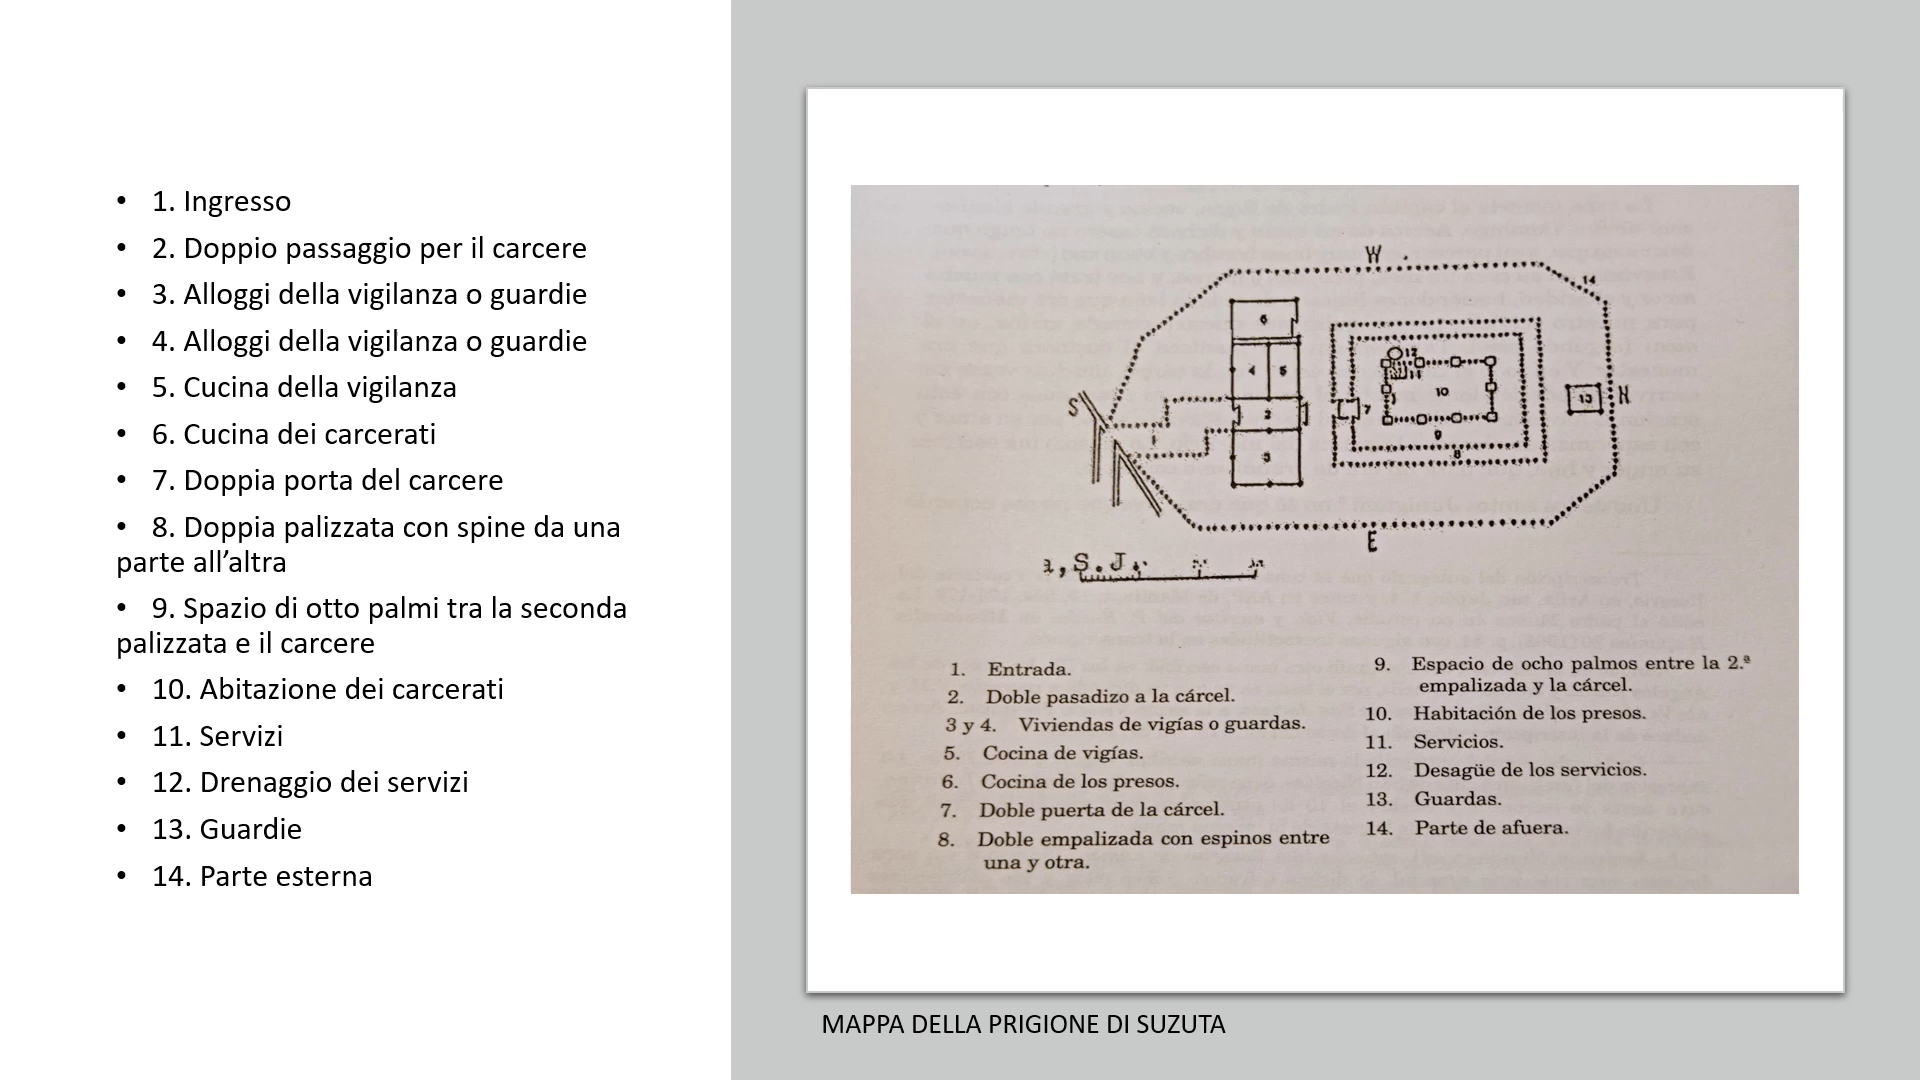 • 1. Ingresso
• 2. Doppio passaggio per il carcere
• 3. Alloggi della vigilanza o guardie
• 4. Alloggi della vigilanza o guardie
• 5. Cucina della vigilanza
• 6. Cucina dei carcerati
• 7. Doppia porta del carcere
• 8. Doppia palizzata con spine da una
parte all’altra
• 9. Spazio di otto palmi tra la seconda
palizzata e il carcere
• 10. Abitazione dei carcerati
• 11. Servizi
• 12. Drenaggio dei servizi
• 13. Guardie
• 14. Parte esterna
W
14
6
12
4
5
11
10
13
N
S
7
2
1
9
3
8
E
a, S. J.
1. Entrada.
2. Doble pasadizo a la cárcel.
3 y 4. Viviendas de vigías o guardas.
5. Cocina de vigías.
6. Cocina de los presos.
7. Doble puerta de la cárcel.
8. Doble empalizada con espinos entre
una y otra.
9. Espacio de ocho palmos entre la 2.ª
empalizada y la cárcel.
10. Habitación de los presos.
11. Servicios.
12. Desagüe de los servicios.
13. Guardas.
14. Parte de afuera.
MAPPA DELLA PRIGIONE DI SUZUTA